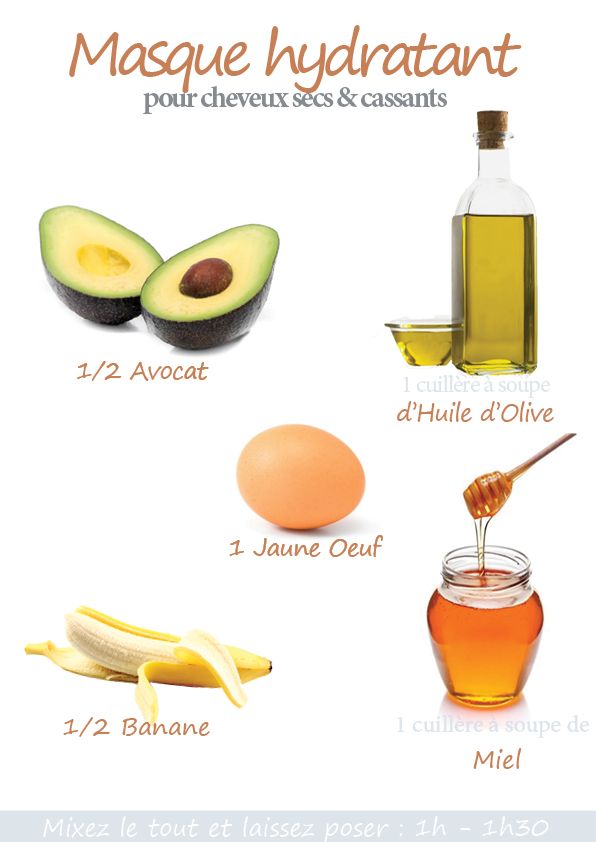 Masque hydratant
pour cheveux secs & cassants
1/2 Avocat
1 cuillère à soupe
d'Huile d'Olive
1 Jaune Oeuf
1/2 Banane
1 cuillère à soupe de
Miel
Mixez le tout et laissez poser : 1h - 1h30